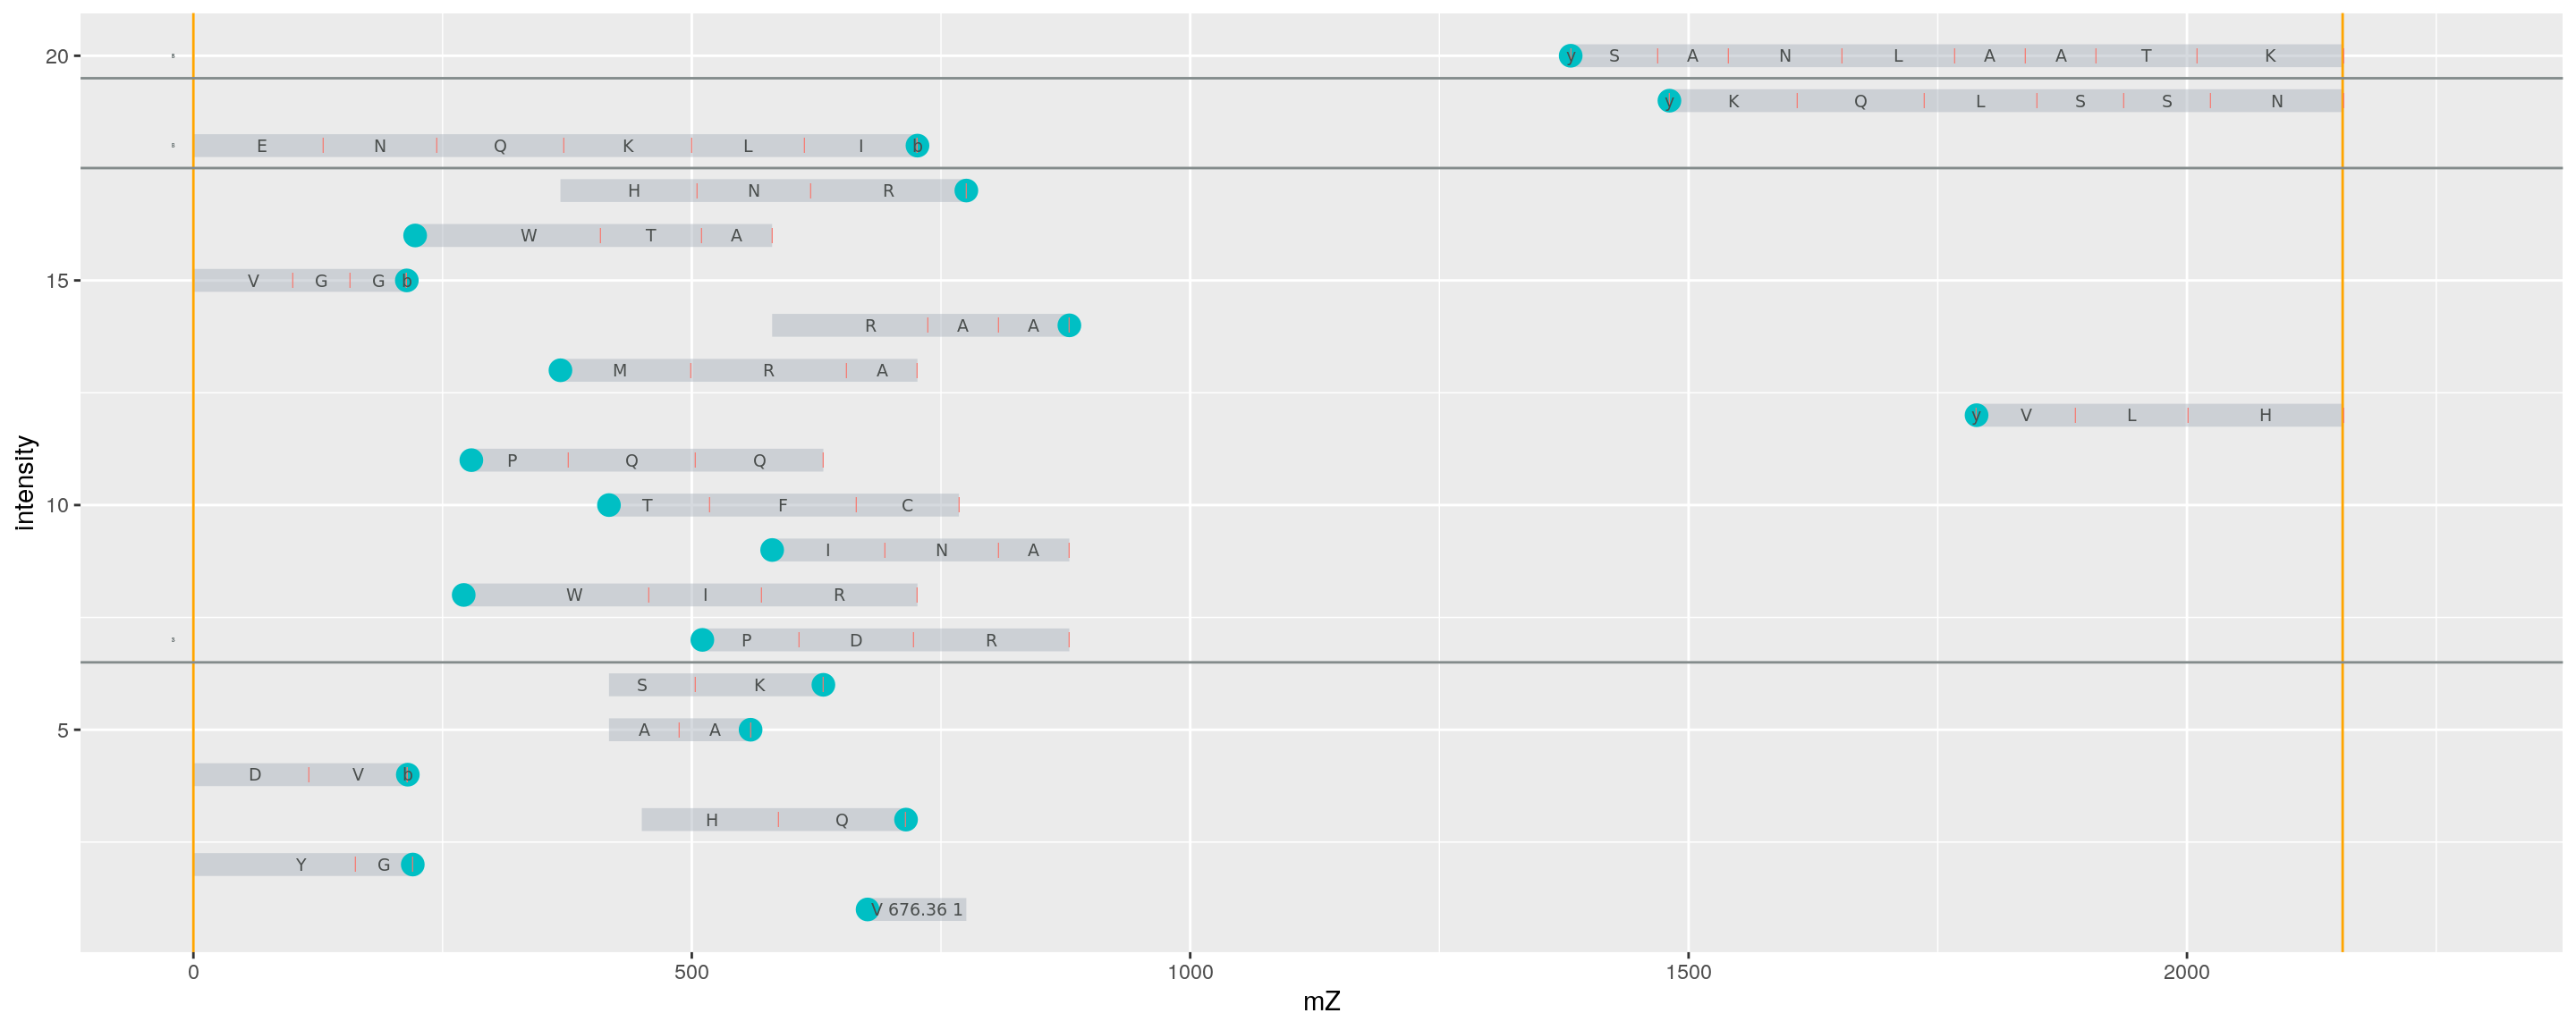 20 y S A N L A A T K
y K Q L S S N
E N Q K L I b
H N R
W T A
15 V G G b
R A A
M R A
y V L H
P Q Q
10 T F C
I N A
W I R
P D R
S K
5 A A
D V b
H Q
Y G
V 676.36 1
intensity
0 500 1000 1500 2000
mZ